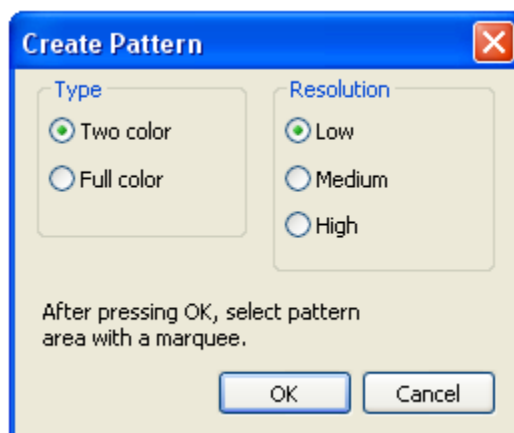 Create Pattern
Type
Two color
Full color
Resolution
Low
Medium
High
After pressing OK, select pattern
area with a marquee.
OK
Cancel